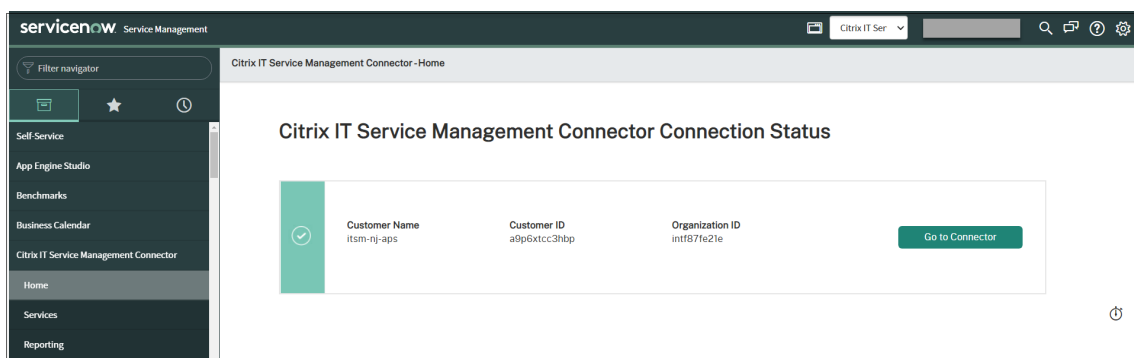 servicenow Service Management
Citrix IT Ser
Filter navigator
Citrix IT Service Management Connector - Home
Self-Service
App Engine Studio
Benchmarks
Business Calendar
Citrix IT Service Management Connector
Home
Services
Reporting
Citrix IT Service Management Connector Connection Status
Customer Name
itsm-nj-aps
Customer ID
a9p6xtcc3hbp
Organization ID
intf87fe21e
Go to Connector